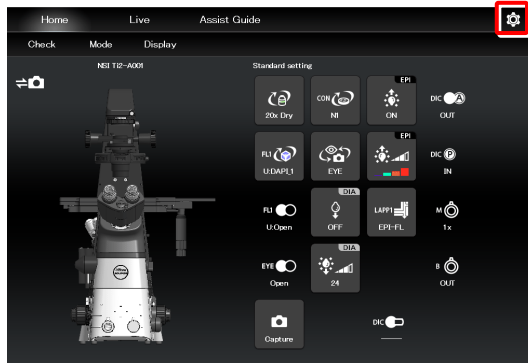 Home Live Assist Guide
Check Mode Display
NSI Ti2-A001
Standard setting
20x Dry
CON
N1
EPI
ON
DIC
OUT
FL1
U:DAPI_1
EYE
EPI
DIC P
IN
FL1
U:Open
DIA
OFF
LAPP1
EPI-FL
M
1x
EYE
Open
DIA
24
B
OUT
Capture
DIC